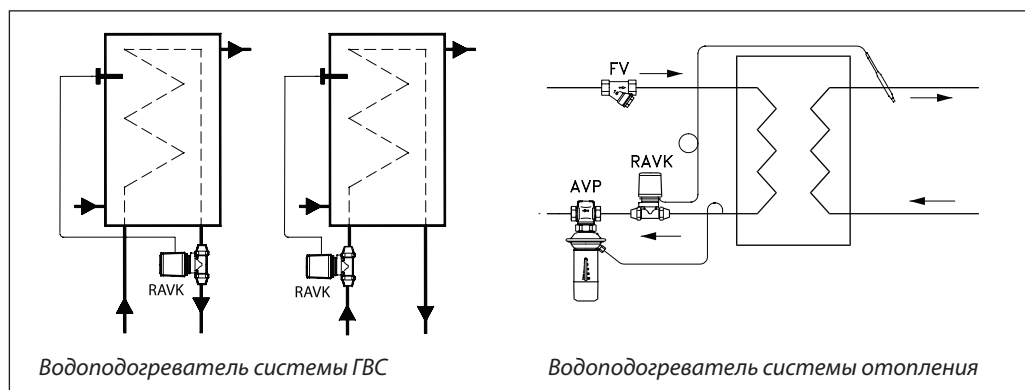 RAVK
RAVK
Водоподогреватель системы ГВС
FV
RAVK
AVP
Водоподогреватель системы отопления